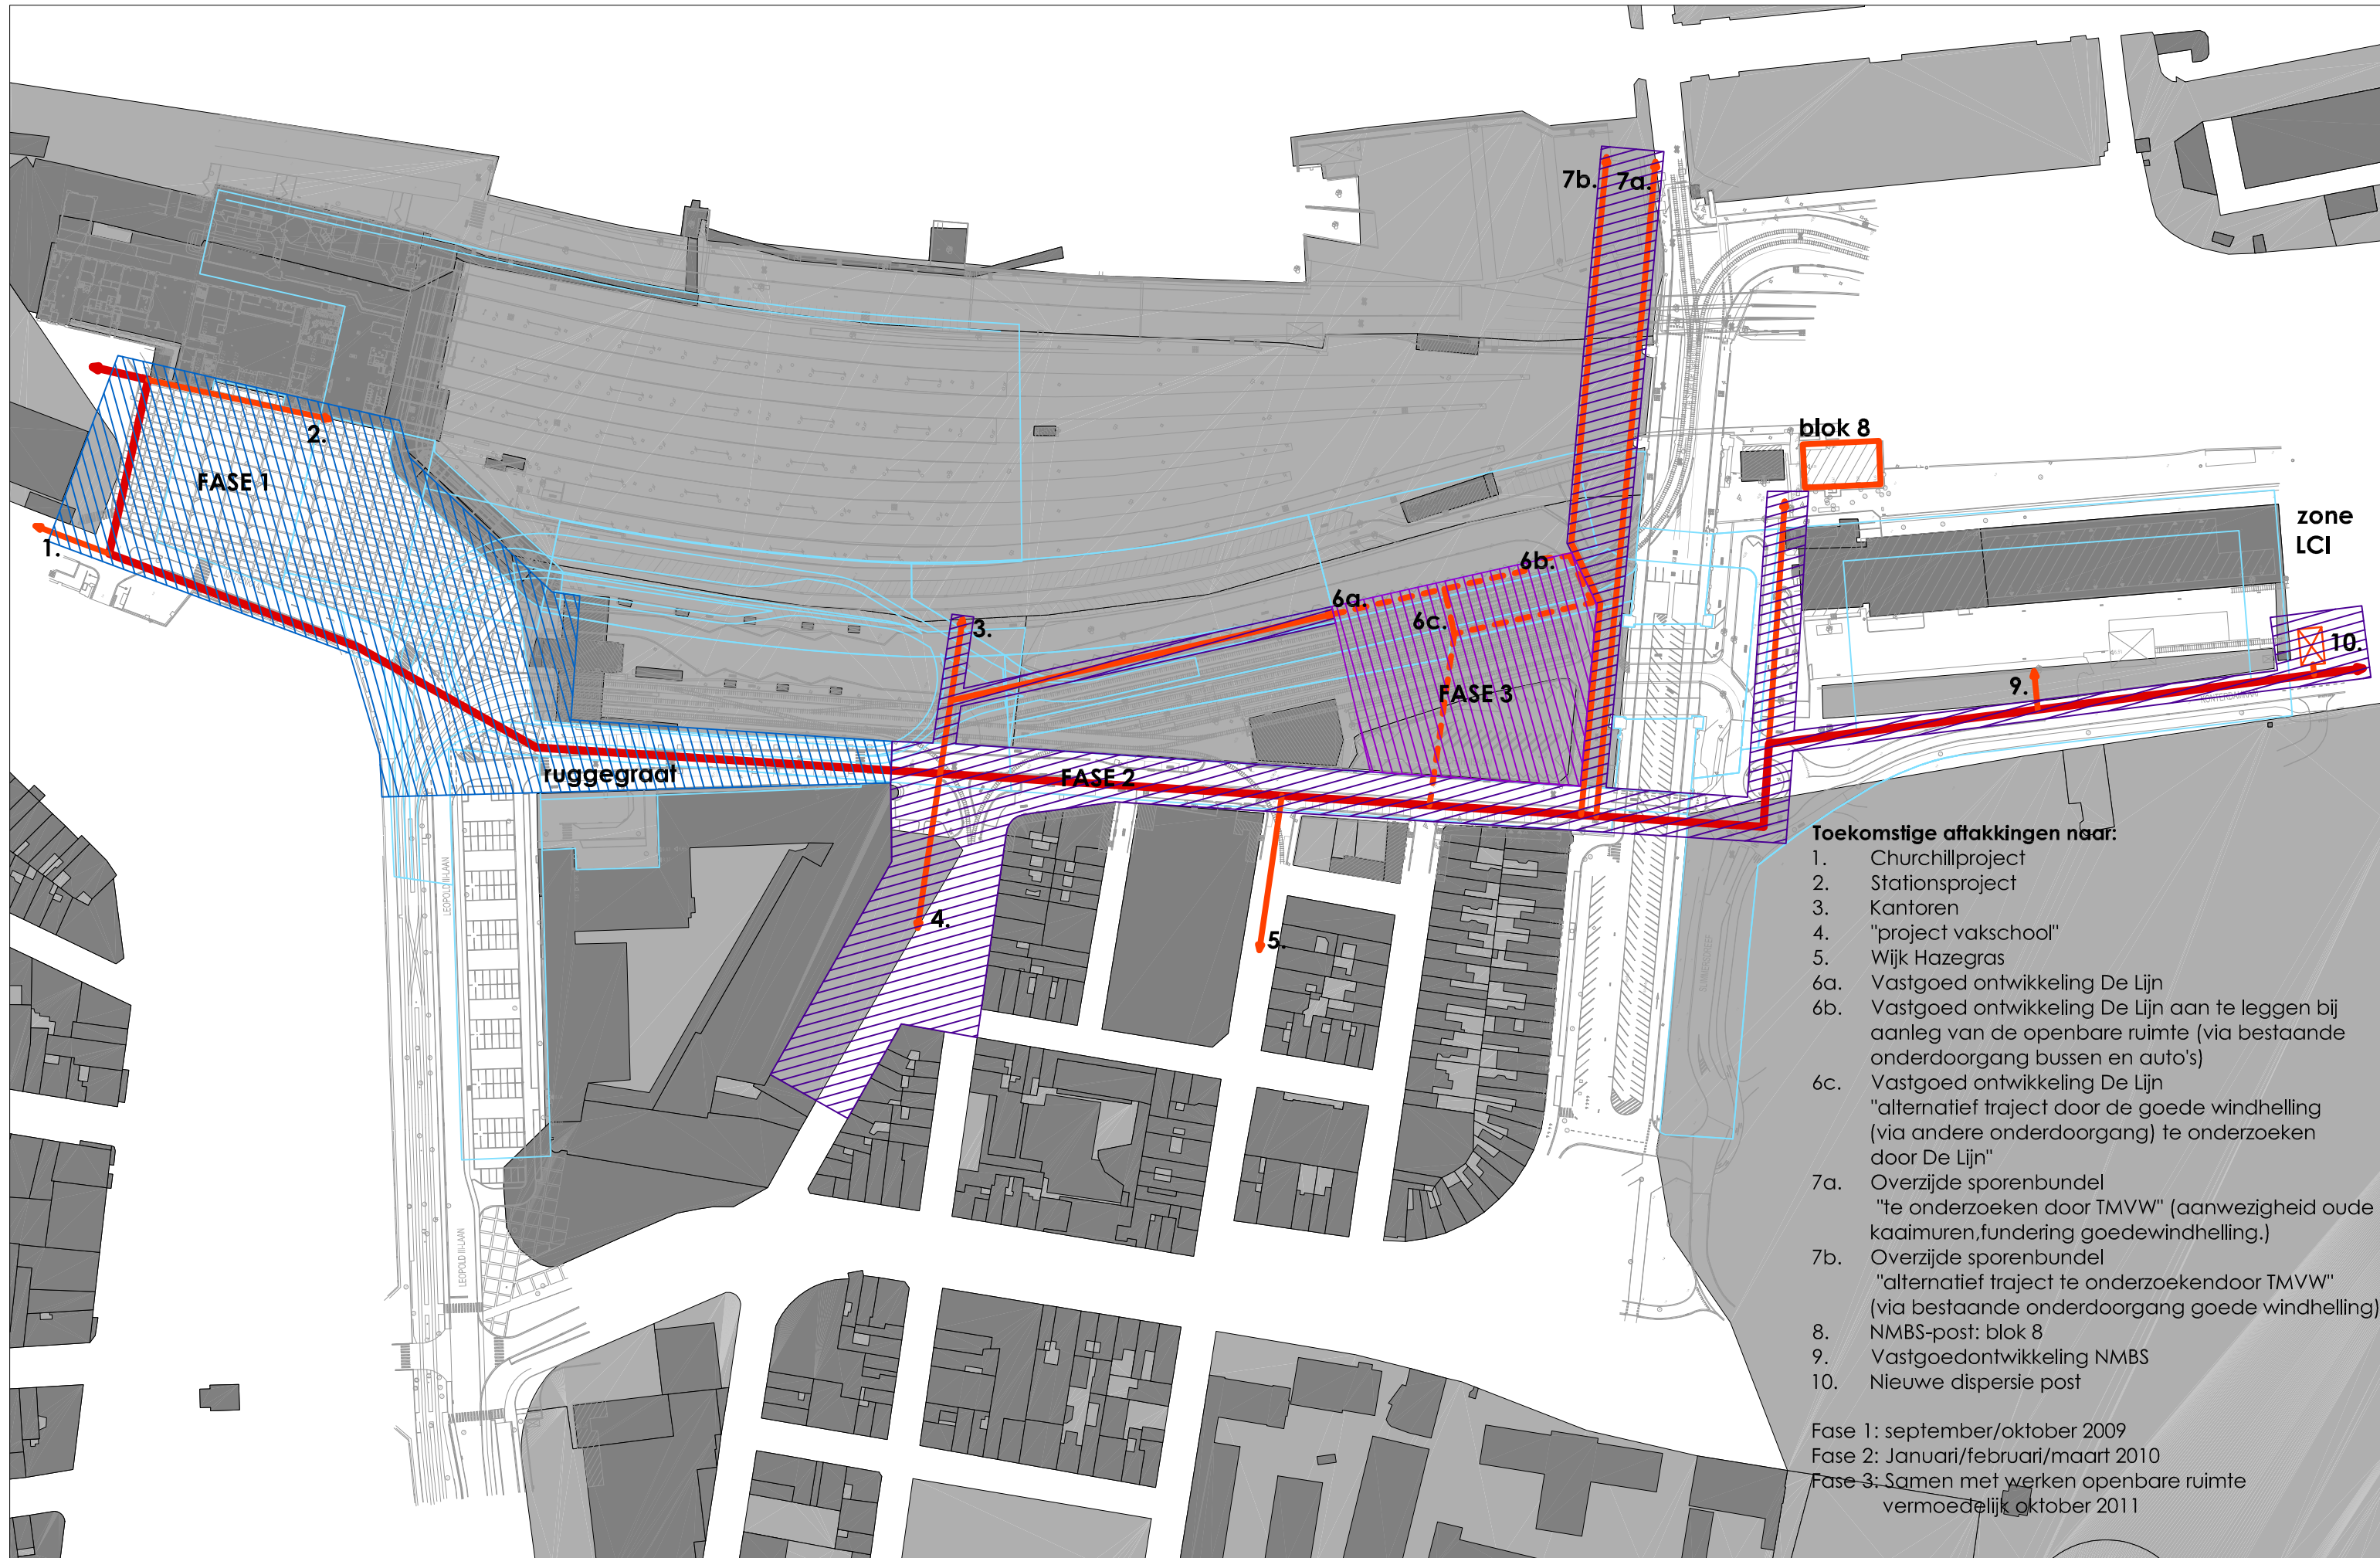 7b. 7a.
blok 8
2.
FASE 1
zone
LCI
1.
6b.
6a.
6c.
3.
10.
9.
FASE 3
ruggegraat
FASE 2
4.
5.
LEOPOLD III-LAAN
LEOPOLD III-LAAN
Toekomstige aftakkingen naar:
1. Churchillproject
2. Stationsproject
3. Kantoren
4. "project vakschool"
5. Wijk Hazegras
6a. Vastgoed ontwikkeling De Lijn
6b. Vastgoed ontwikkeling De Lijn aan te leggen bij
aanleg van de openbare ruimte (via bestaande
onderdoorgang bussen en auto's)
6c. Vastgoed ontwikkeling De Lijn
"alternatief traject door de goede windhelling
(via andere onderdoorgang) te onderzoeken
door De Lijn"
7a. Overzijde sporenbundel
"te onderzoeken door TMVW" (aanwezigheid oude
kaaimuren,fundering goedewindhelling.)
7b. Overzijde sporenbundel
"alternatief traject te onderzoekendoor TMVW"
(via bestaande onderdoorgang goede windhelling)
8. NMBS-post: blok 8
9. Vastgoedontwikkeling NMBS
10. Nieuwe dispersie post
Fase 1: september/oktober 2009
Fase 2: Januari/februari/maart 2010
Fase 3: Samen met werken openbare ruimte
vermoedelijk oktober 2011